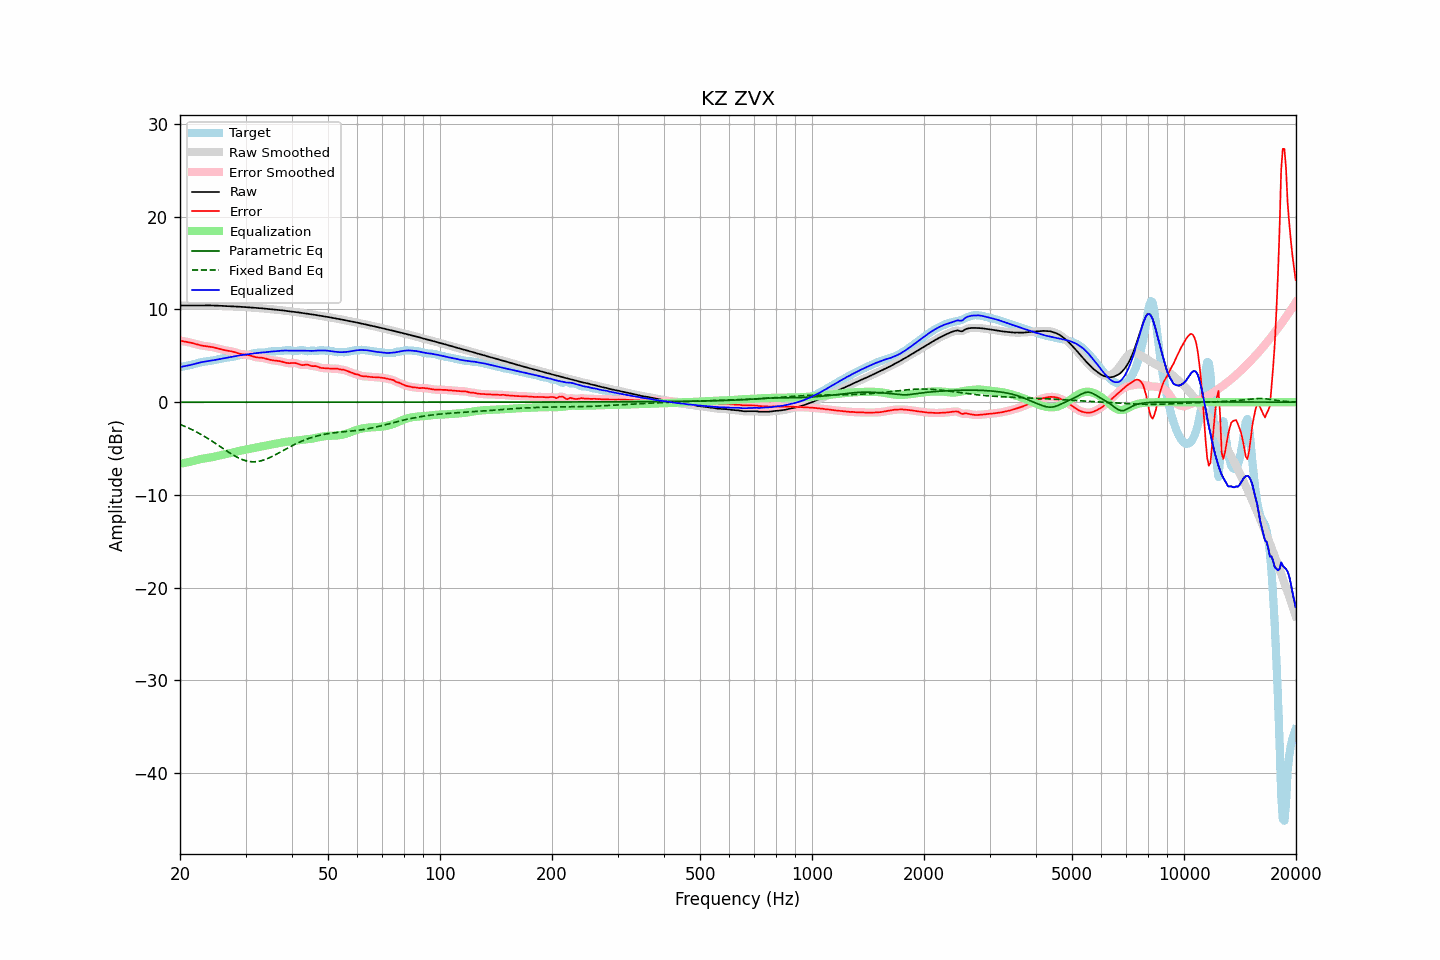 KZ ZVX
Target
Raw Smoothed
Error Smoothed
Raw
Error
Equalization
Parametric Eq
Fixed Band Eq
Equalized
30
20
10
0
−10
−20
−30
−40
Amplitude (dBr)
20 50 100 200 500 1000 2000 5000 10000 20000
Frequency (Hz)